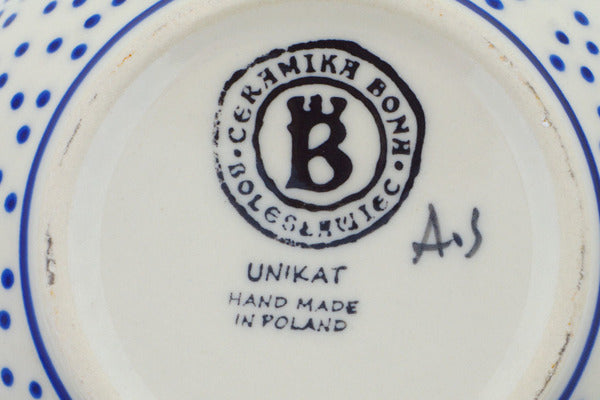 CERAMIKA BONA
BOLESŁAWIEC
B
A.S
UNIKAT
HAND MADE
IN POLAND